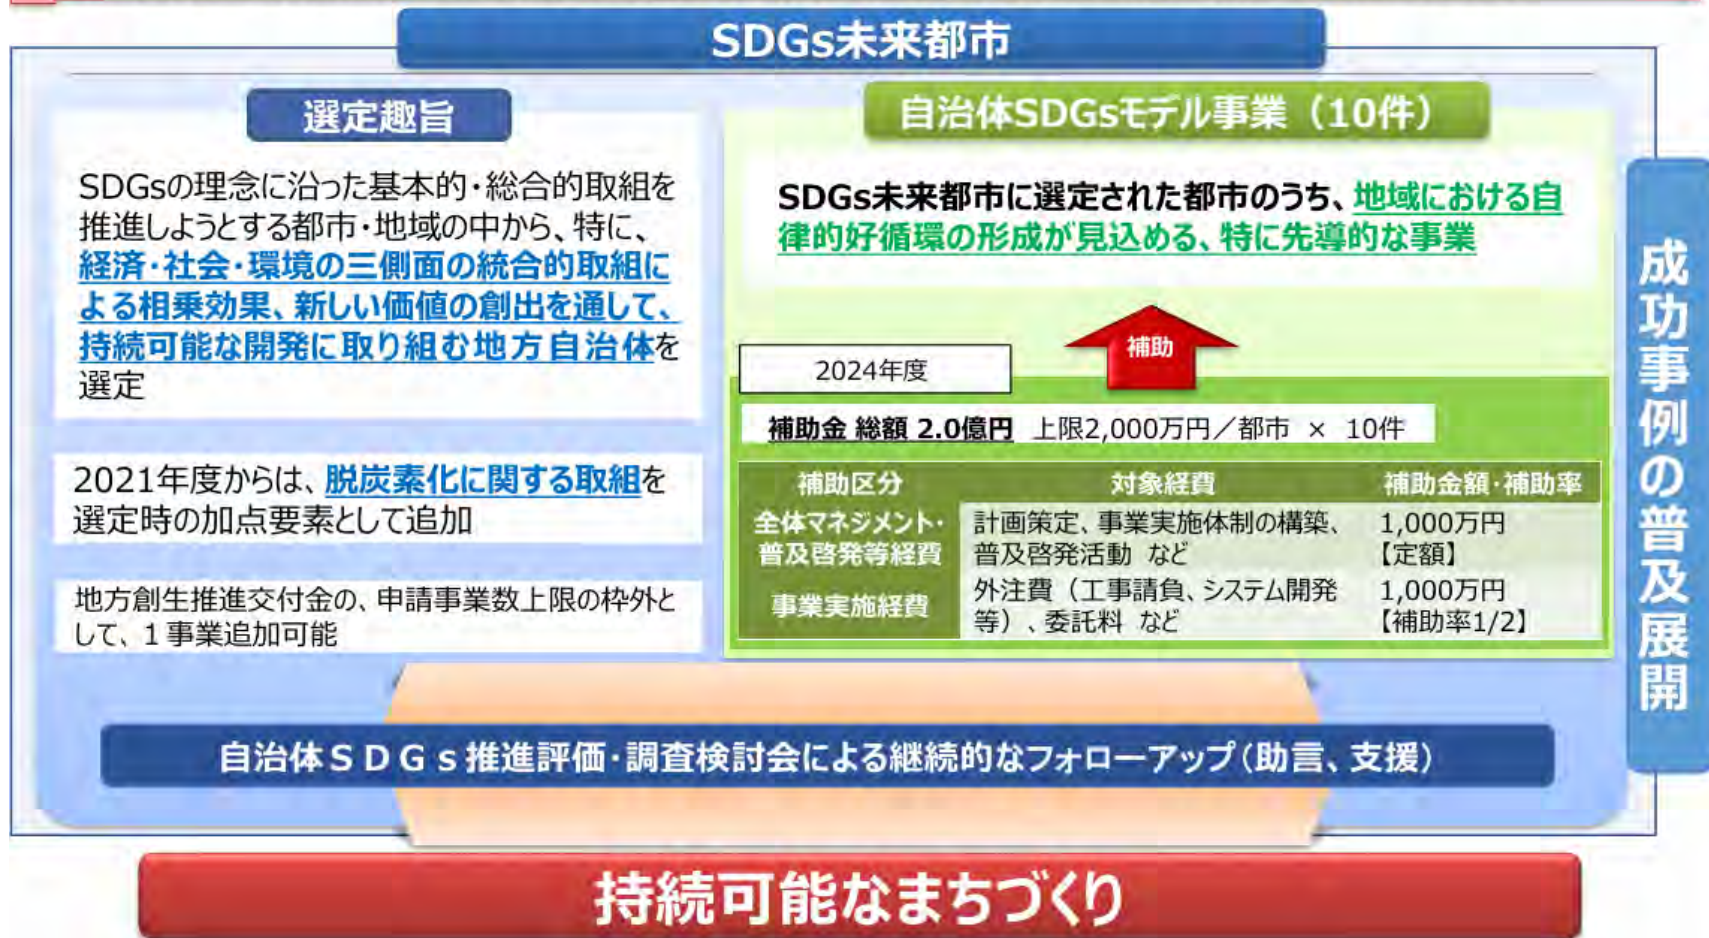 SDGs未来都市
選定趣旨
SDGsの理念に沿った基本的・総合的取組を
推進しようとする都市・地域の中から、特に、
経済・社会・環境の三側面の統合的取組に
よる相乗効果、新しい価値の創出を通して、
持続可能な開発に取り組む地方自治体を
選定
2021年度からは、脱炭素化に関する取組を
選定時の加点要素として追加
地方創生推進交付金の、申請事業数上限の枠外と
して、１事業追加可能
自治体SDGsモデル事業（10件）
SDGs未来都市に選定された都市のうち、地域における自
律的好循環の形成が見込める、特に先導的な事業
補助
2024年度
補助金 総額 2.0億円 上限2,000万円／都市 × 10件
補助区分 対象経費 補助金額・補助率
全体マネジメント・ 計画策定、事業実施体制の構築、 1,000万円
普及啓発等経費 普及啓発活動 など 【定額】
事業実施経費 外注費（工事請負、システム開発 1,000万円
等）、委託料 など 【補助率1/2】
成功事例の普及展開
自治体ＳＤＧｓ推進評価・調査検討会による継続的なフォローアップ（助言、支援）
持続可能なまちづくり